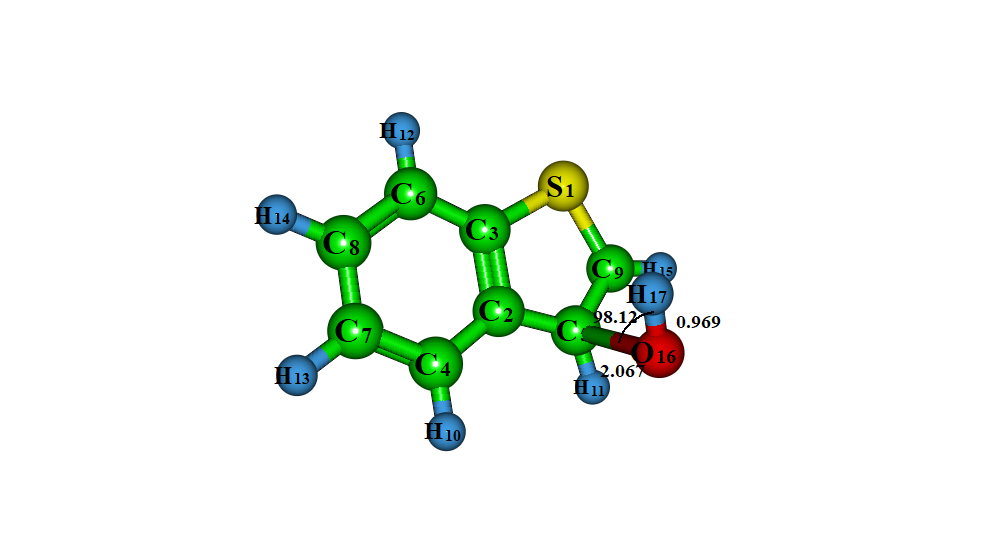 H12
C6
S1
H14
C8
C3
C9
H15
H17
C2
98.12
0.969
C7
C
C4
O16
2.067
H13
H11
H10